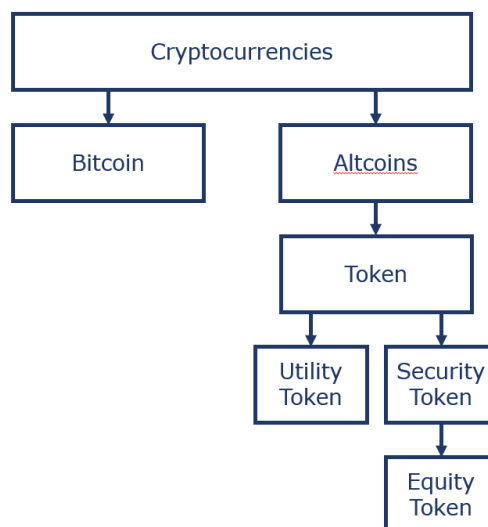 Cryptocurrencies
Bitcoin
Altcoins
Token
Utility
Token
Security
Token
Equity
Token